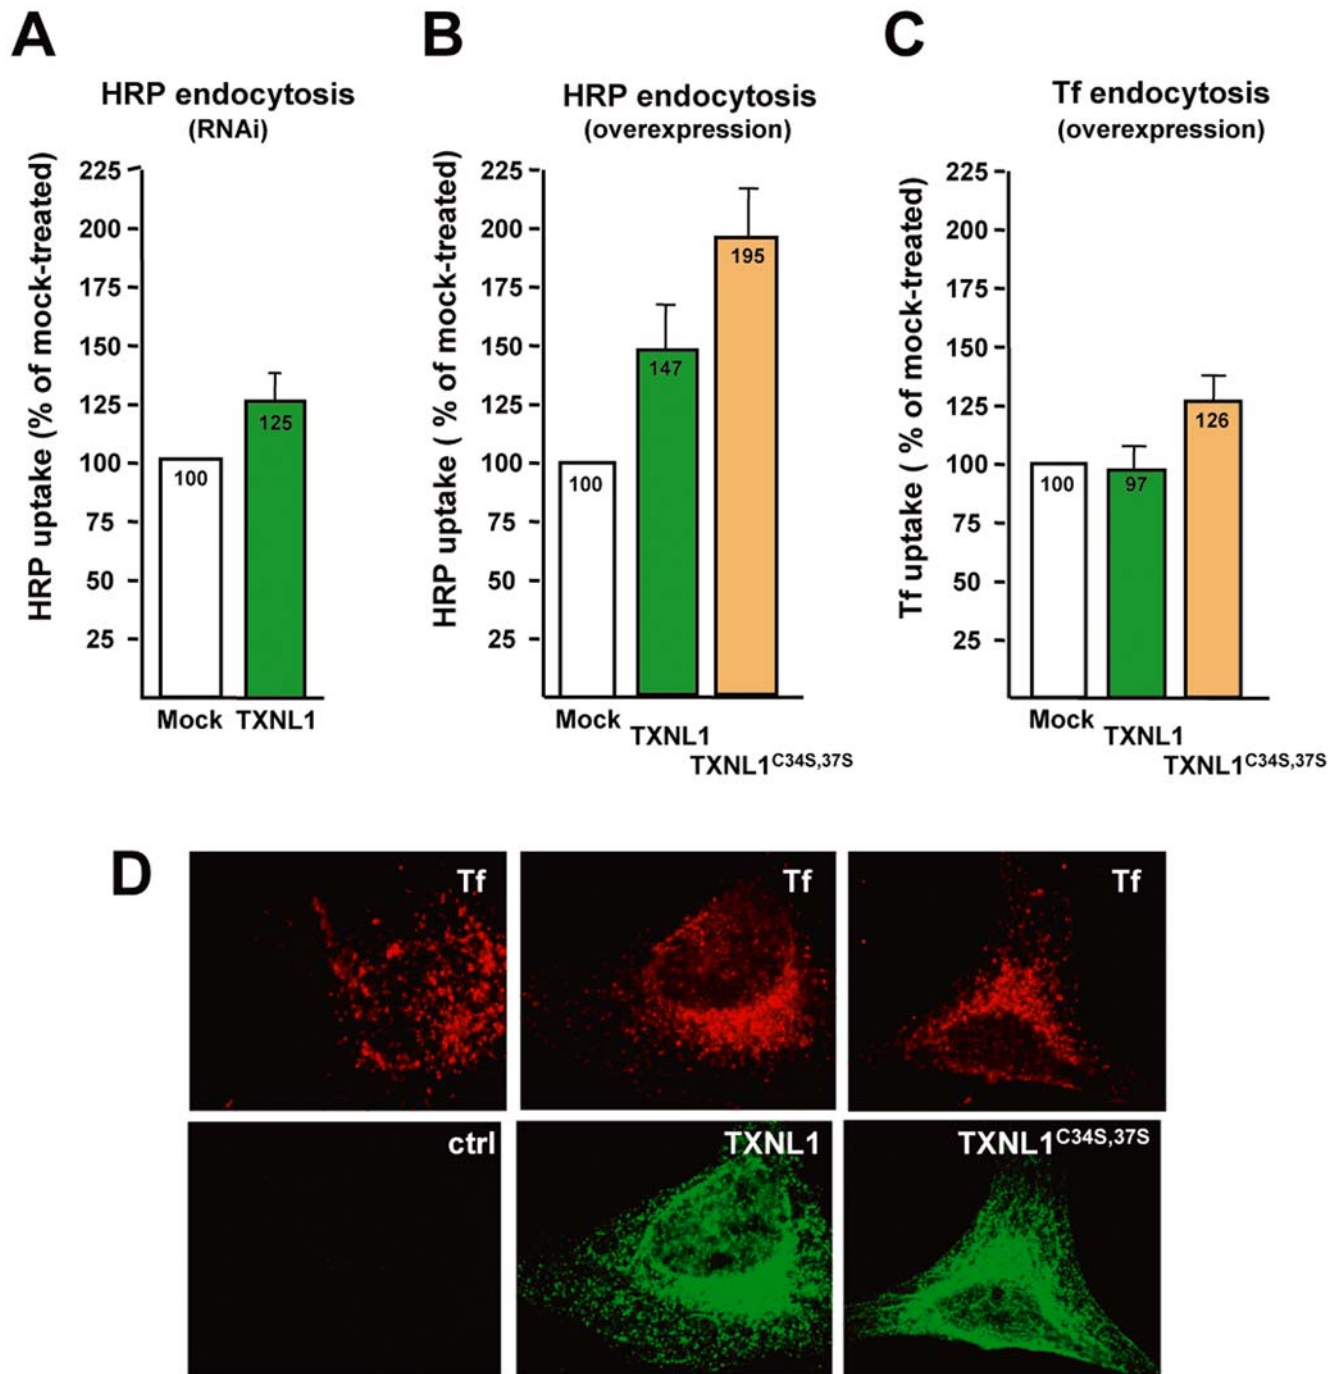 A
B
C
HRP endocytosis
(RNAi)
HRP endocytosis
(overexpression)
Tf endocytosis
(overexpression)
HRP uptake (% of mock-treated)
225
200
175
150
125
100
75
50
25
100
125
Mock TXNL1
HRP uptake ( % of mock-treated)
225
200
175
150
125
100
75
50
25
100
147
195
Mock
TXNL1
TXNL1C34S,37S
Tf uptake ( % of mock-treated)
225
200
175
150
125
100
75
50
25
100
97
126
Mock
TXNL1
TXNL1C34S,37S
D
Tf
Tf
Tf
ctrl
TXNL1
TXNL1C34S,37S